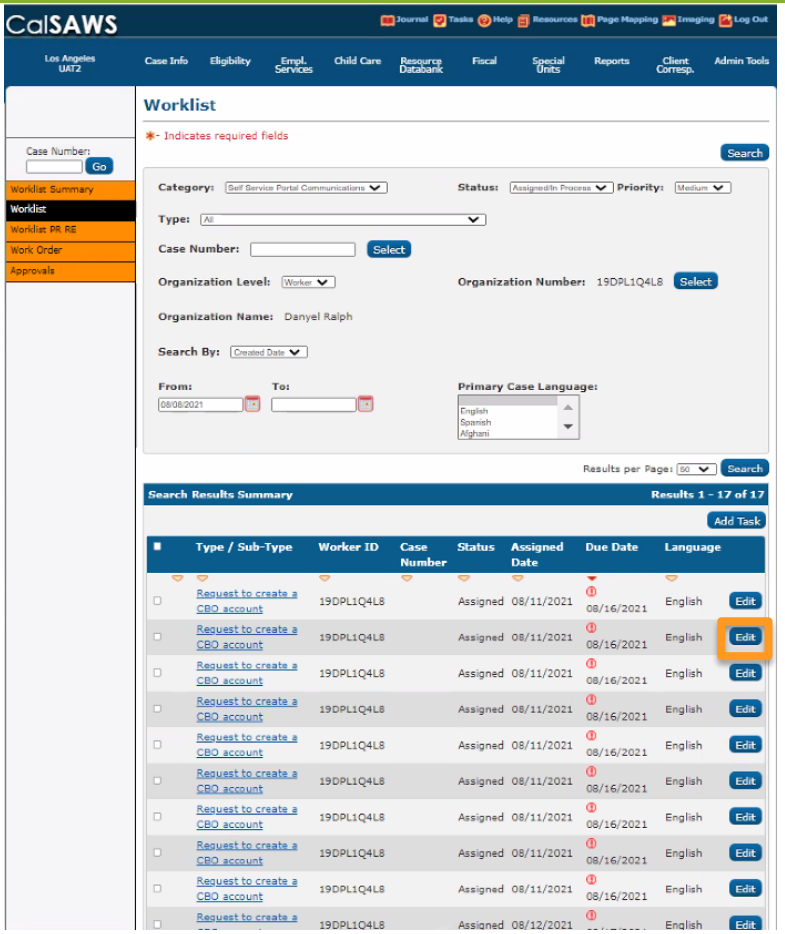 CalSAWS
Journal Tasks Help Resources Page Mapping Imaging Log Out
Los Angeles
UAT2
Case Info Eligibility Empl. Services Child Care Resource Databank Fiscal Special Units Reports Client Corresp. Admin Tools
Worklist
*- Indicates required fields
Search
Case Number:
Go
Worklist Summary
Worklist
Worklist PR RE
Work Order
Approvals
Category: Self Service Portal Communications Status: Assigned/In Process Priority: Medium
Type: All
Case Number: Select
Organization Level: Worker Organization Number: 19DPL1Q4L8 Select
Organization Name: Danyel Ralph
Search By: Created Date
From: To: Primary Case Language:
08/08/2021
English
Spanish
Afghani
Results per Page: 50 Search
Search Results Summary Results 1 - 17 of 17
Add Task
Type / Sub-Type Worker ID Case Number Status Assigned Date Due Date Language
Request to create a CBO account 19DPL1Q4L8 Assigned 08/11/2021 08/16/2021 English Edit
Request to create a CBO account 19DPL1Q4L8 Assigned 08/11/2021 08/16/2021 English Edit
Request to create a CBO account 19DPL1Q4L8 Assigned 08/11/2021 08/16/2021 English Edit
Request to create a CBO account 19DPL1Q4L8 Assigned 08/11/2021 08/16/2021 English Edit
Request to create a CBO account 19DPL1Q4L8 Assigned 08/11/2021 08/16/2021 English Edit
Request to create a CBO account 19DPL1Q4L8 Assigned 08/11/2021 08/16/2021 English Edit
Request to create a CBO account 19DPL1Q4L8 Assigned 08/11/2021 08/16/2021 English Edit
Request to create a CBO account 19DPL1Q4L8 Assigned 08/11/2021 08/16/2021 English Edit
Request to create a CBO account 19DPL1Q4L8 Assigned 08/11/2021 08/16/2021 English Edit
Request to create a 19DPL1Q4L8 Assigned 08/12/2021 English Edit